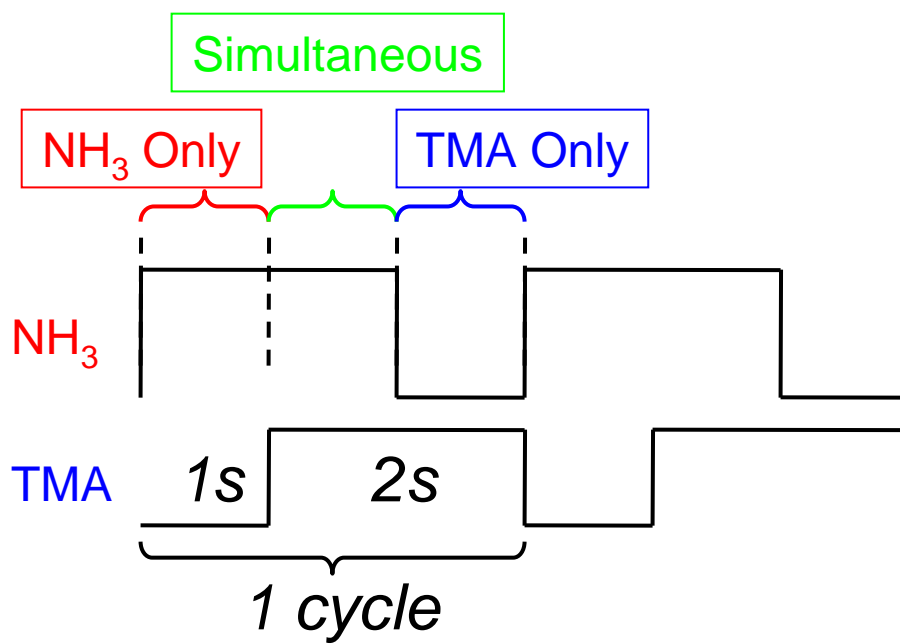 Simultaneous
NH₃ Only
TMA Only
NH₃
TMA
1s
2s
1 cycle